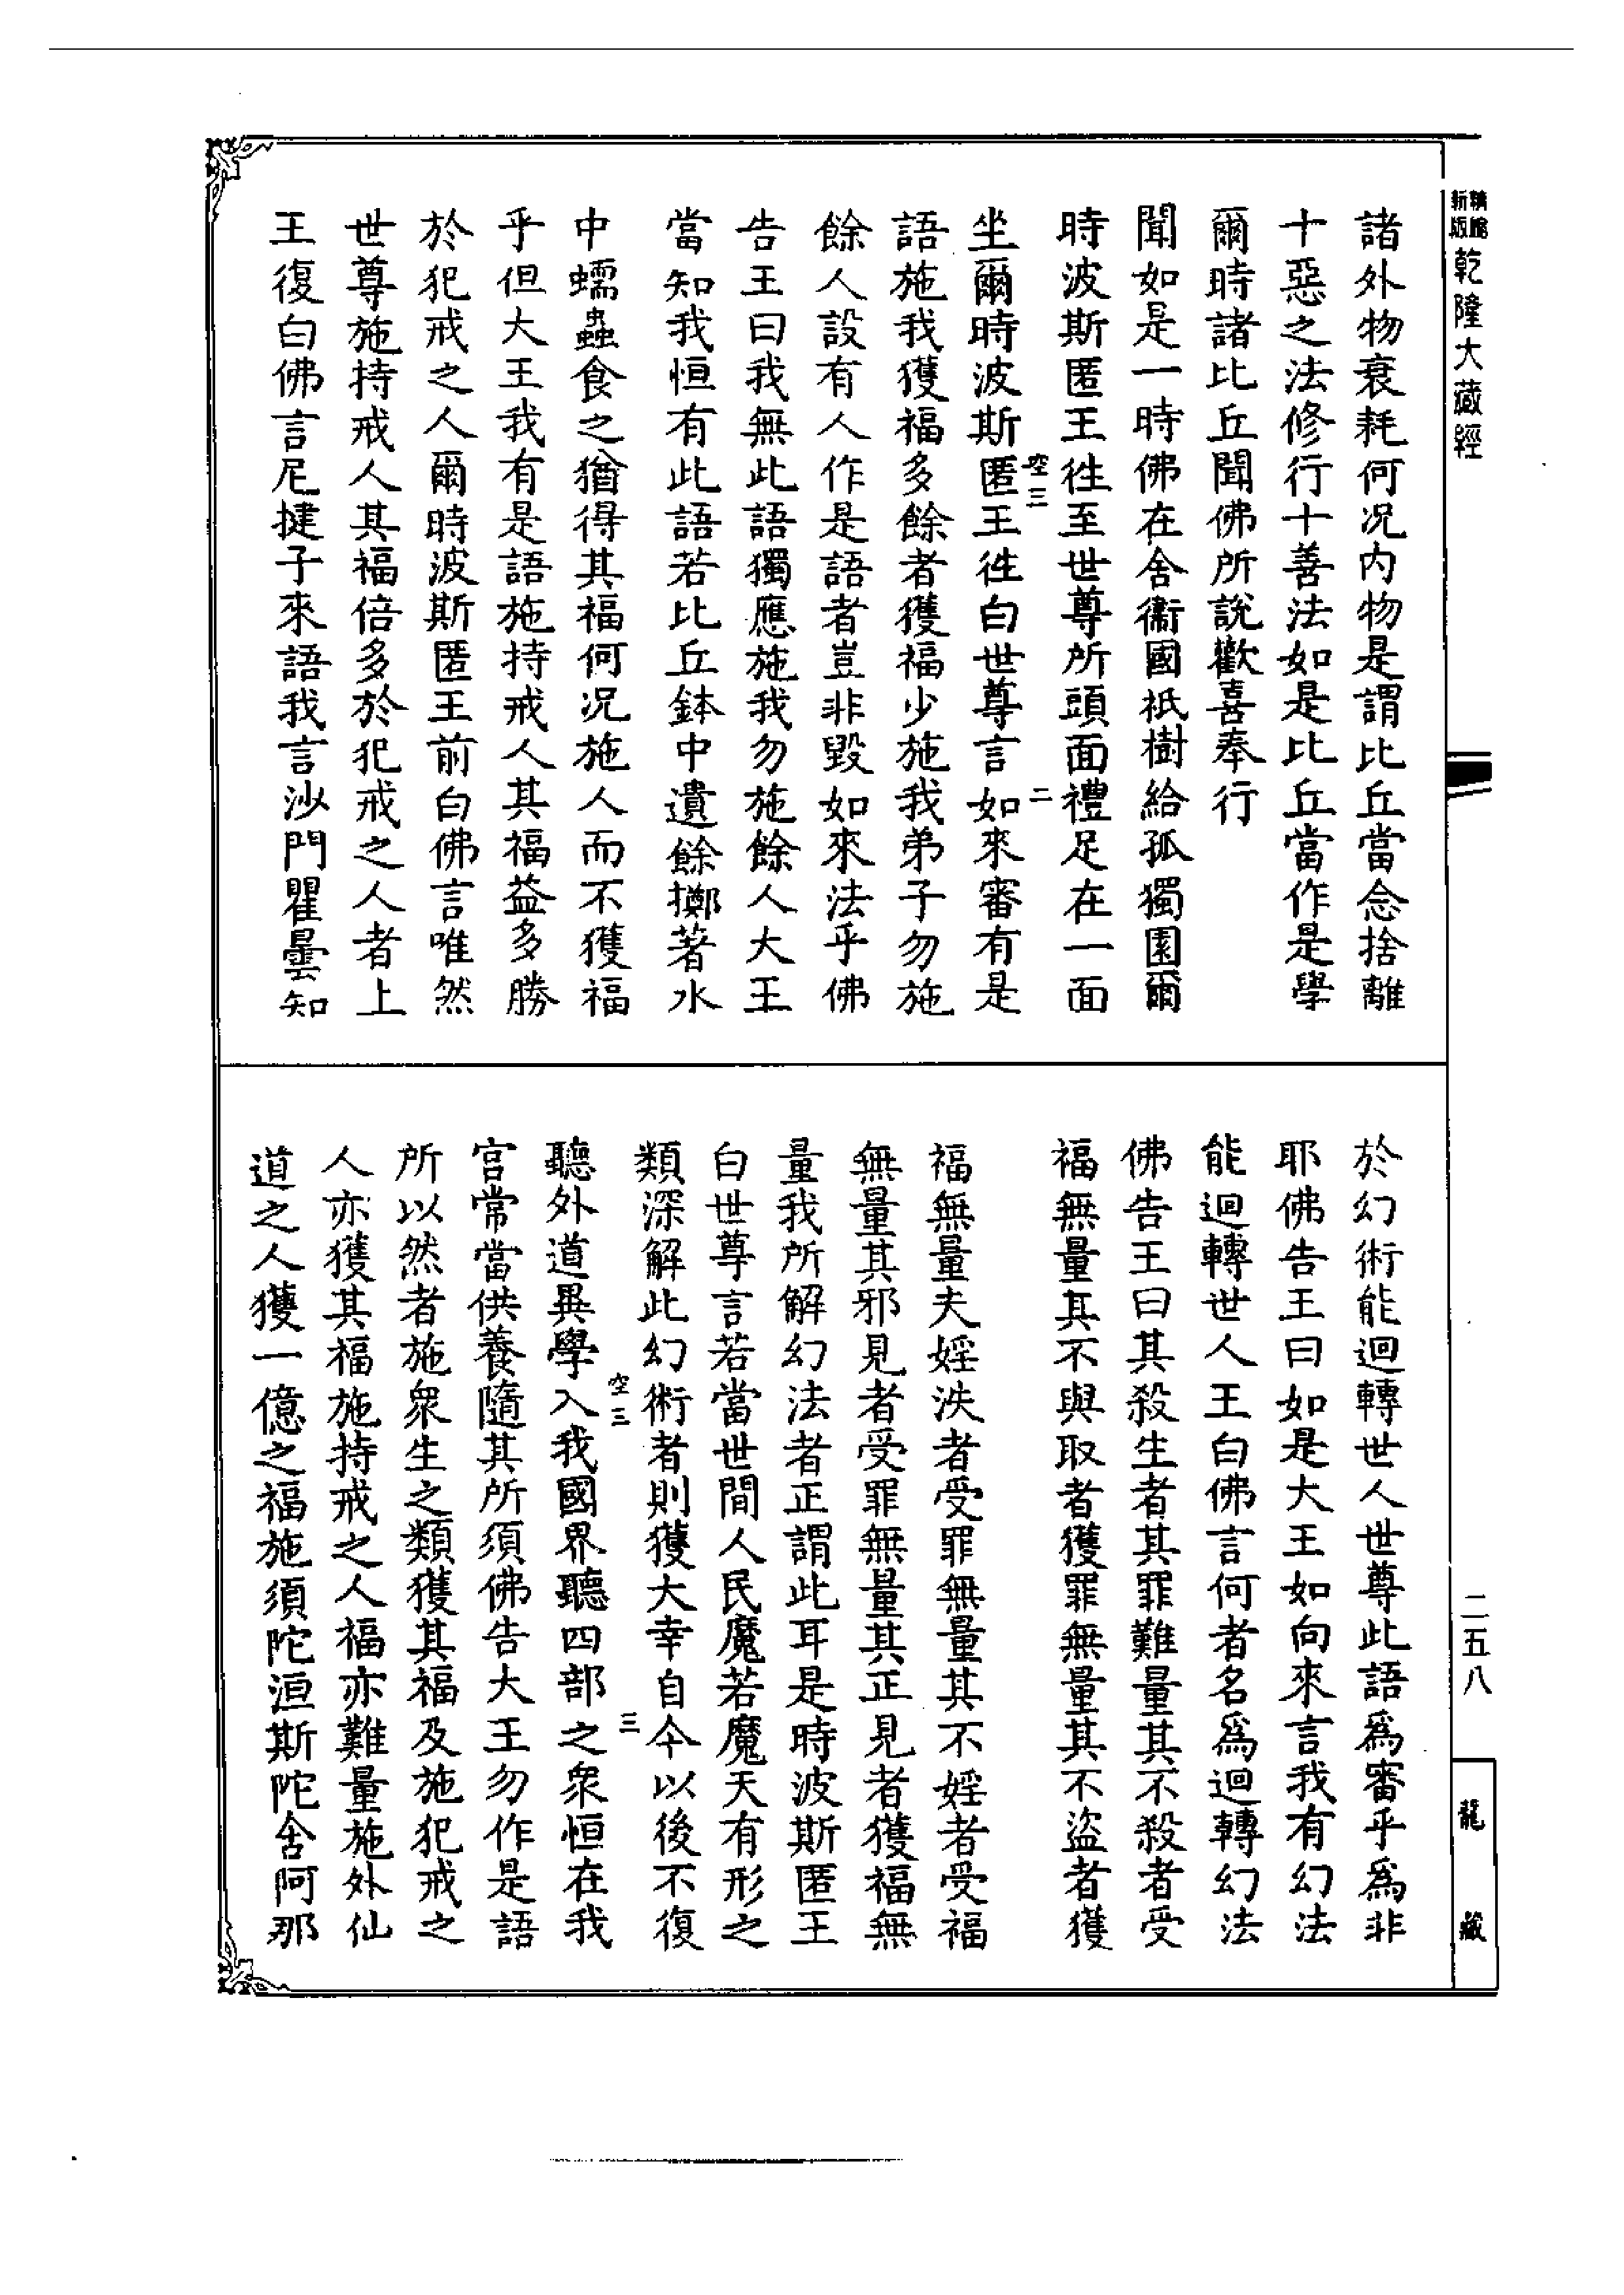 新版
乾隆大藏經
諸外物衰耗何況内物是謂比丘當念捨離
十惡之法修行十善法如是比丘當作是學
爾時諸比丘聞佛所說歡喜奉行
聞如是一時佛在舍衞國祇樹給孤獨園爾
時波斯匿王徃至世尊所頭面禮足在一面
空三
二
坐爾時波斯匿王徃白世尊言如來審有是
語施我獲福多餘者獲福少施我弟子勿施
餘人設有人作是語者豈非毀如來法乎佛
告王曰我無此語獨應施我勿施餘人大王
當知我恒有此語若比丘鉢中遺餘擲著水
中蠕蟲食之猶得其福何況施人而不獲福
乎但大王我有是語施持戒人其福益多勝
於犯戒之人爾時波斯匿王前白佛言唯然
世尊施持戒人其福倍多於犯戒之人者上
王復白佛言尼揵子來語我言沙門瞿曇知
於幻術能迴轉世人世尊此語爲審乎爲非
耶佛告王曰如是大王如向來言我有幻法
能迴轉世人王白佛言何者名爲迴轉幻法
佛告王曰其殺生者其罪難量其不殺者受
福無量其不與取者獲罪無量其不盜者獲
福無量夫婬泆者受罪無量其不婬者受福
無量其邪見者受罪無量其正見者獲福無
量我所解幻法者正謂此耳是時波斯匿王
白世尊言若當世間人民魔若魔天有形之
類深解此幻術者則獲大幸自今以後不復
空三
三
聽外道異學入我國界聽四部之衆恒在我
宮常當供養隨其所須佛告大王勿作是語
所以然者施衆生之類獲其福及施犯戒之
人亦獲其福施持戒之人福亦難量施外仙
道之人獲一億之福施須陀洹斯陀舍阿那
二五八
龍藏